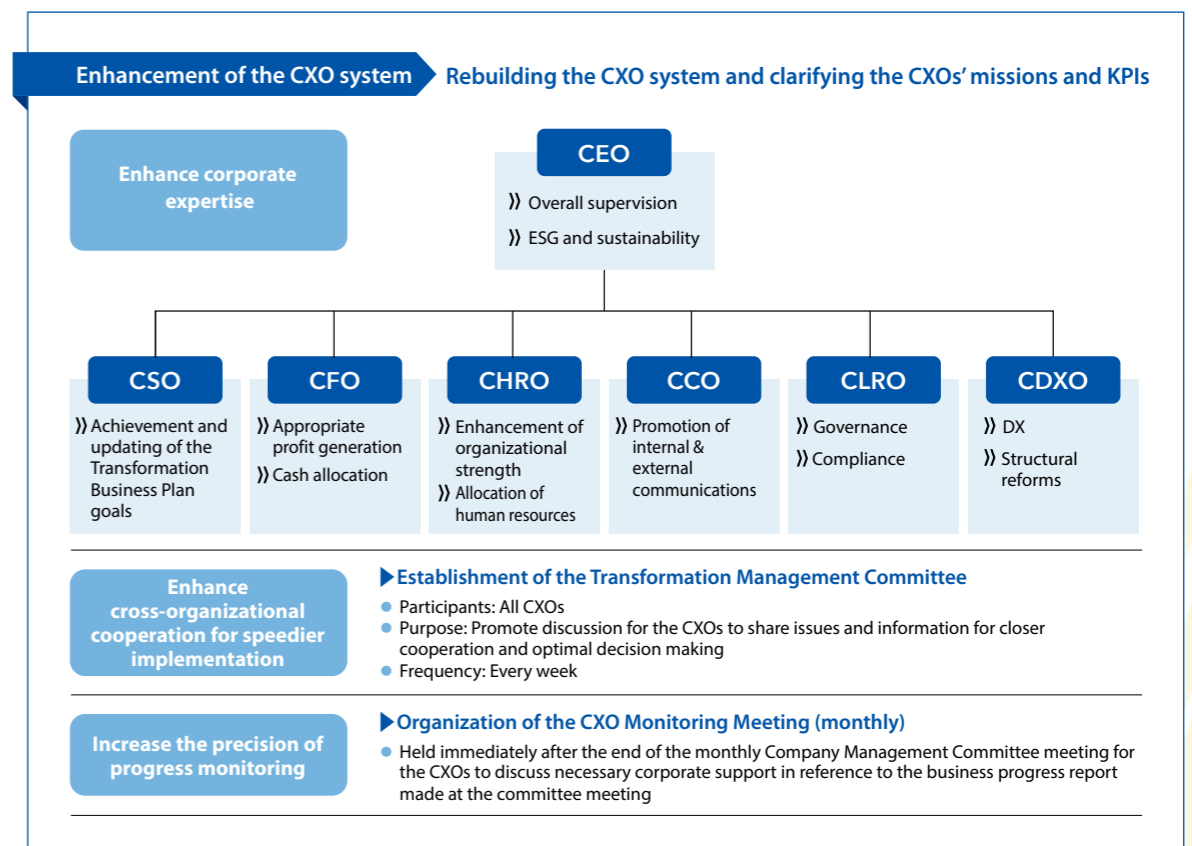 Enhancement of the CXO system
Rebuilding the CXO system and clarifying the CXOs' missions and KPIs
Enhance corporate
expertise
CEO
Overall supervision
ESG and sustainability
CSO
Achievement and
updating of the
Transformation
Business Plan
goals
CFO
Appropriate
profit generation
Cash allocation
CHRO
Enhancement of
organizational
strength
Allocation of
human resources
CCO
Promotion of
internal &
external
communications
CLRO
Governance
Compliance
CDXO
DX
Structural
reforms
Enhance
cross-organizational
cooperation for speedier
implementation
Establishment of the Transformation Management Committee
Participants: All CXOs
Purpose: Promote discussion for the CXOs to share issues and information for closer
cooperation and optimal decision making
Frequency: Every week
Increase the precision of
progress monitoring
Organization of the CXO Monitoring Meeting (monthly)
Held immediately after the end of the monthly Company Management Committee meeting for
the CXOs to discuss necessary corporate support in reference to the business progress report
made at the committee meeting